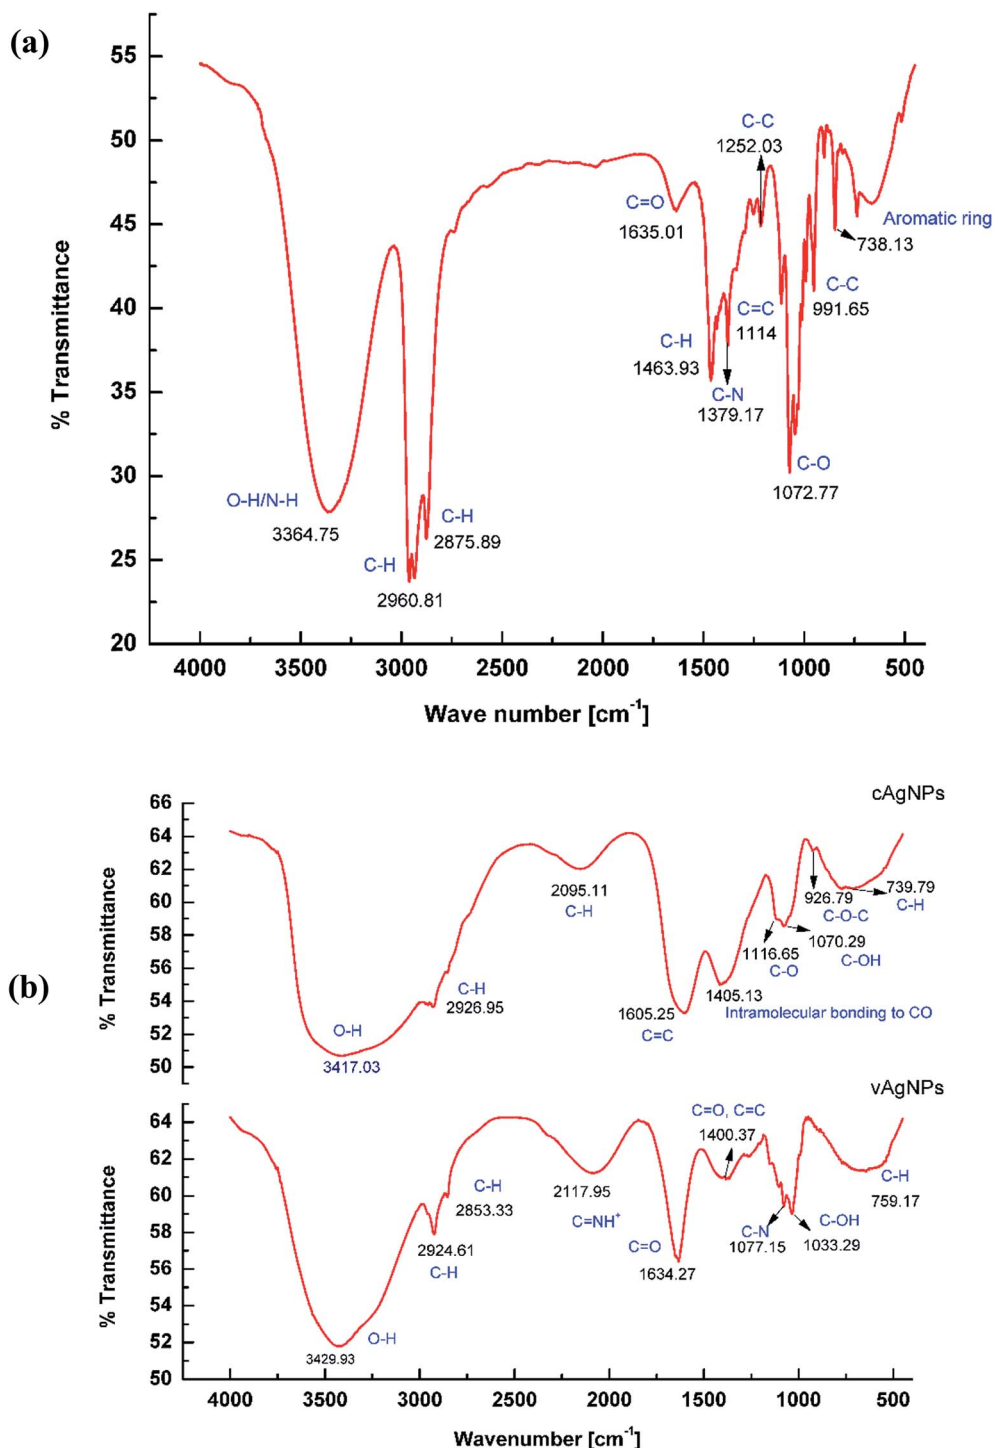 (a)
55
50
45
40
35
30
25
20
% Transmittance
C-C
1252.03
C=O
1635.01
Aromatic ring
738.13
C-C
991.65
C=C
1114
C-H
1463.93
C-N
1379.17
C-O
1072.77
O-H/N-H
3364.75
C-H
2875.89
C-H
2960.81
4000 3500 3000 2500 2000 1500 1000 500
Wave number [cm-1]
(b)
cAgNPs
66
64
62
60
58
56
54
52
50
% Transmittance
2095.11
C-H
926.79
C-O-C
739.79
C-H
1116.65
C-O
1070.29
C-OH
C-H
2926.95
1605.25
C=C
1405.13
Intramolecular bonding to CO
O-H
3417.03
vAgNPs
64
62
60
58
56
54
52
50
% Transmittance
C=O, C=C
1400.37
C-H
2853.33
2117.95
C=NH+
C-H
759.17
2924.61
C-H
C=O
1634.27
C-N
1077.15
C-OH
1033.29
O-H
3429.93
4000 3500 3000 2500 2000 1500 1000 500
Wavenumber [cm-1]